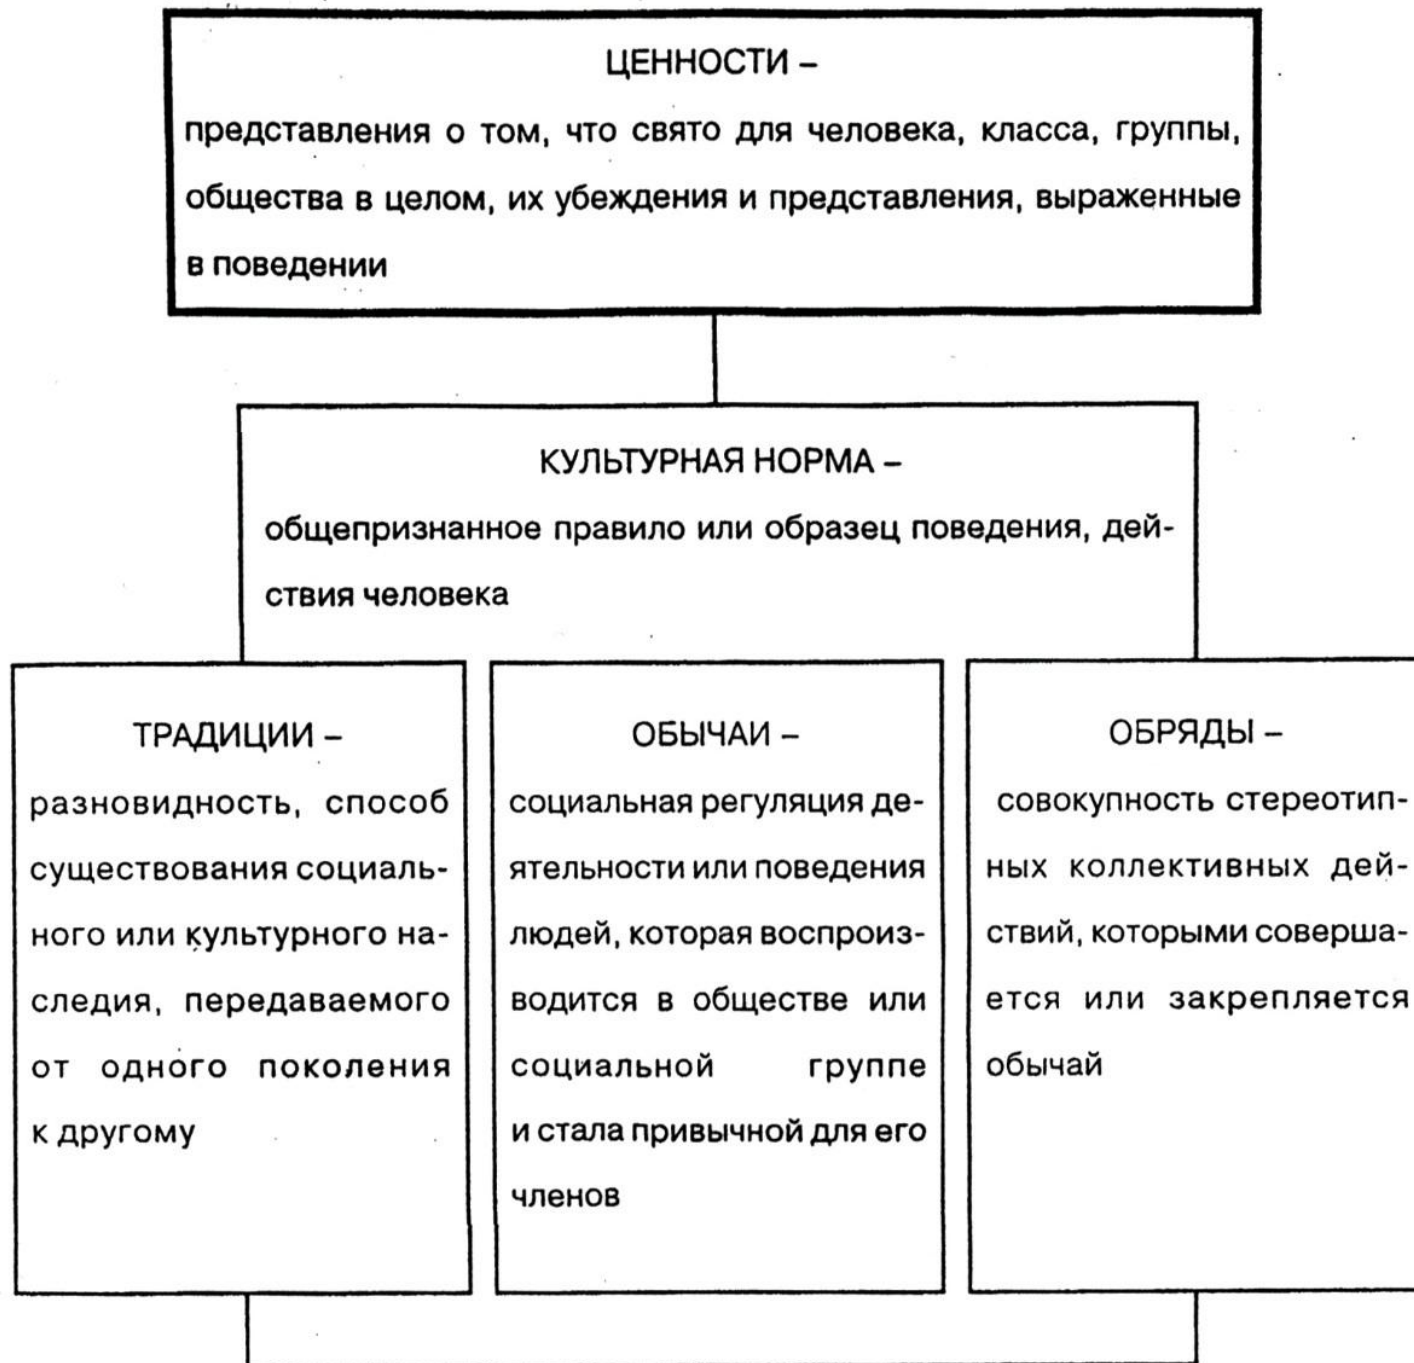 ЦЕННОСТИ –
представления о том, что свято для человека, класса, группы,
общества в целом, их убеждения и представления, выраженные
в поведении
КУЛЬТУРНАЯ НОРМА –
общепризнанное правило или образец поведения, дей-
ствия человека
ТРАДИЦИИ –
разновидность, способ
существования социаль-
ного или культурного на-
следия, передаваемого
от одного поколения
к другому
ОБЫЧАИ –
социальная регуляция де-
ятельности или поведения
людей, которая воспроиз-
водится в обществе или
социальной группе
и стала привычной для его
членов
ОБРЯДЫ –
совокупность стереотип-
ных коллективных дей-
ствий, которыми соверша-
ется или закрепляется
обычай